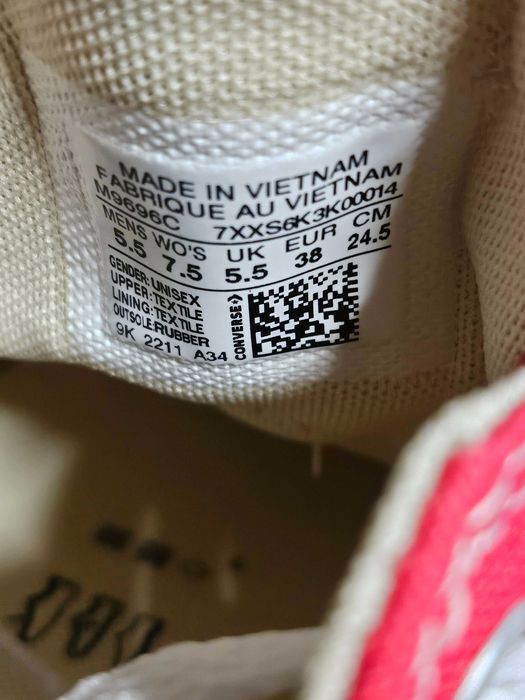 MADE IN VIETNAM
FABRIQUE AU VIETNAM
M9696C 7XXS6K3K00014
MENS WO'S UK EUR CM
5.5 7.5 5.5 38 24.5
GENDER: UNISEX
UPPER: TEXTILE
LINING: TEXTILE
OUTSOLE:RUBBER
9K 2211 A34
CONVERSE